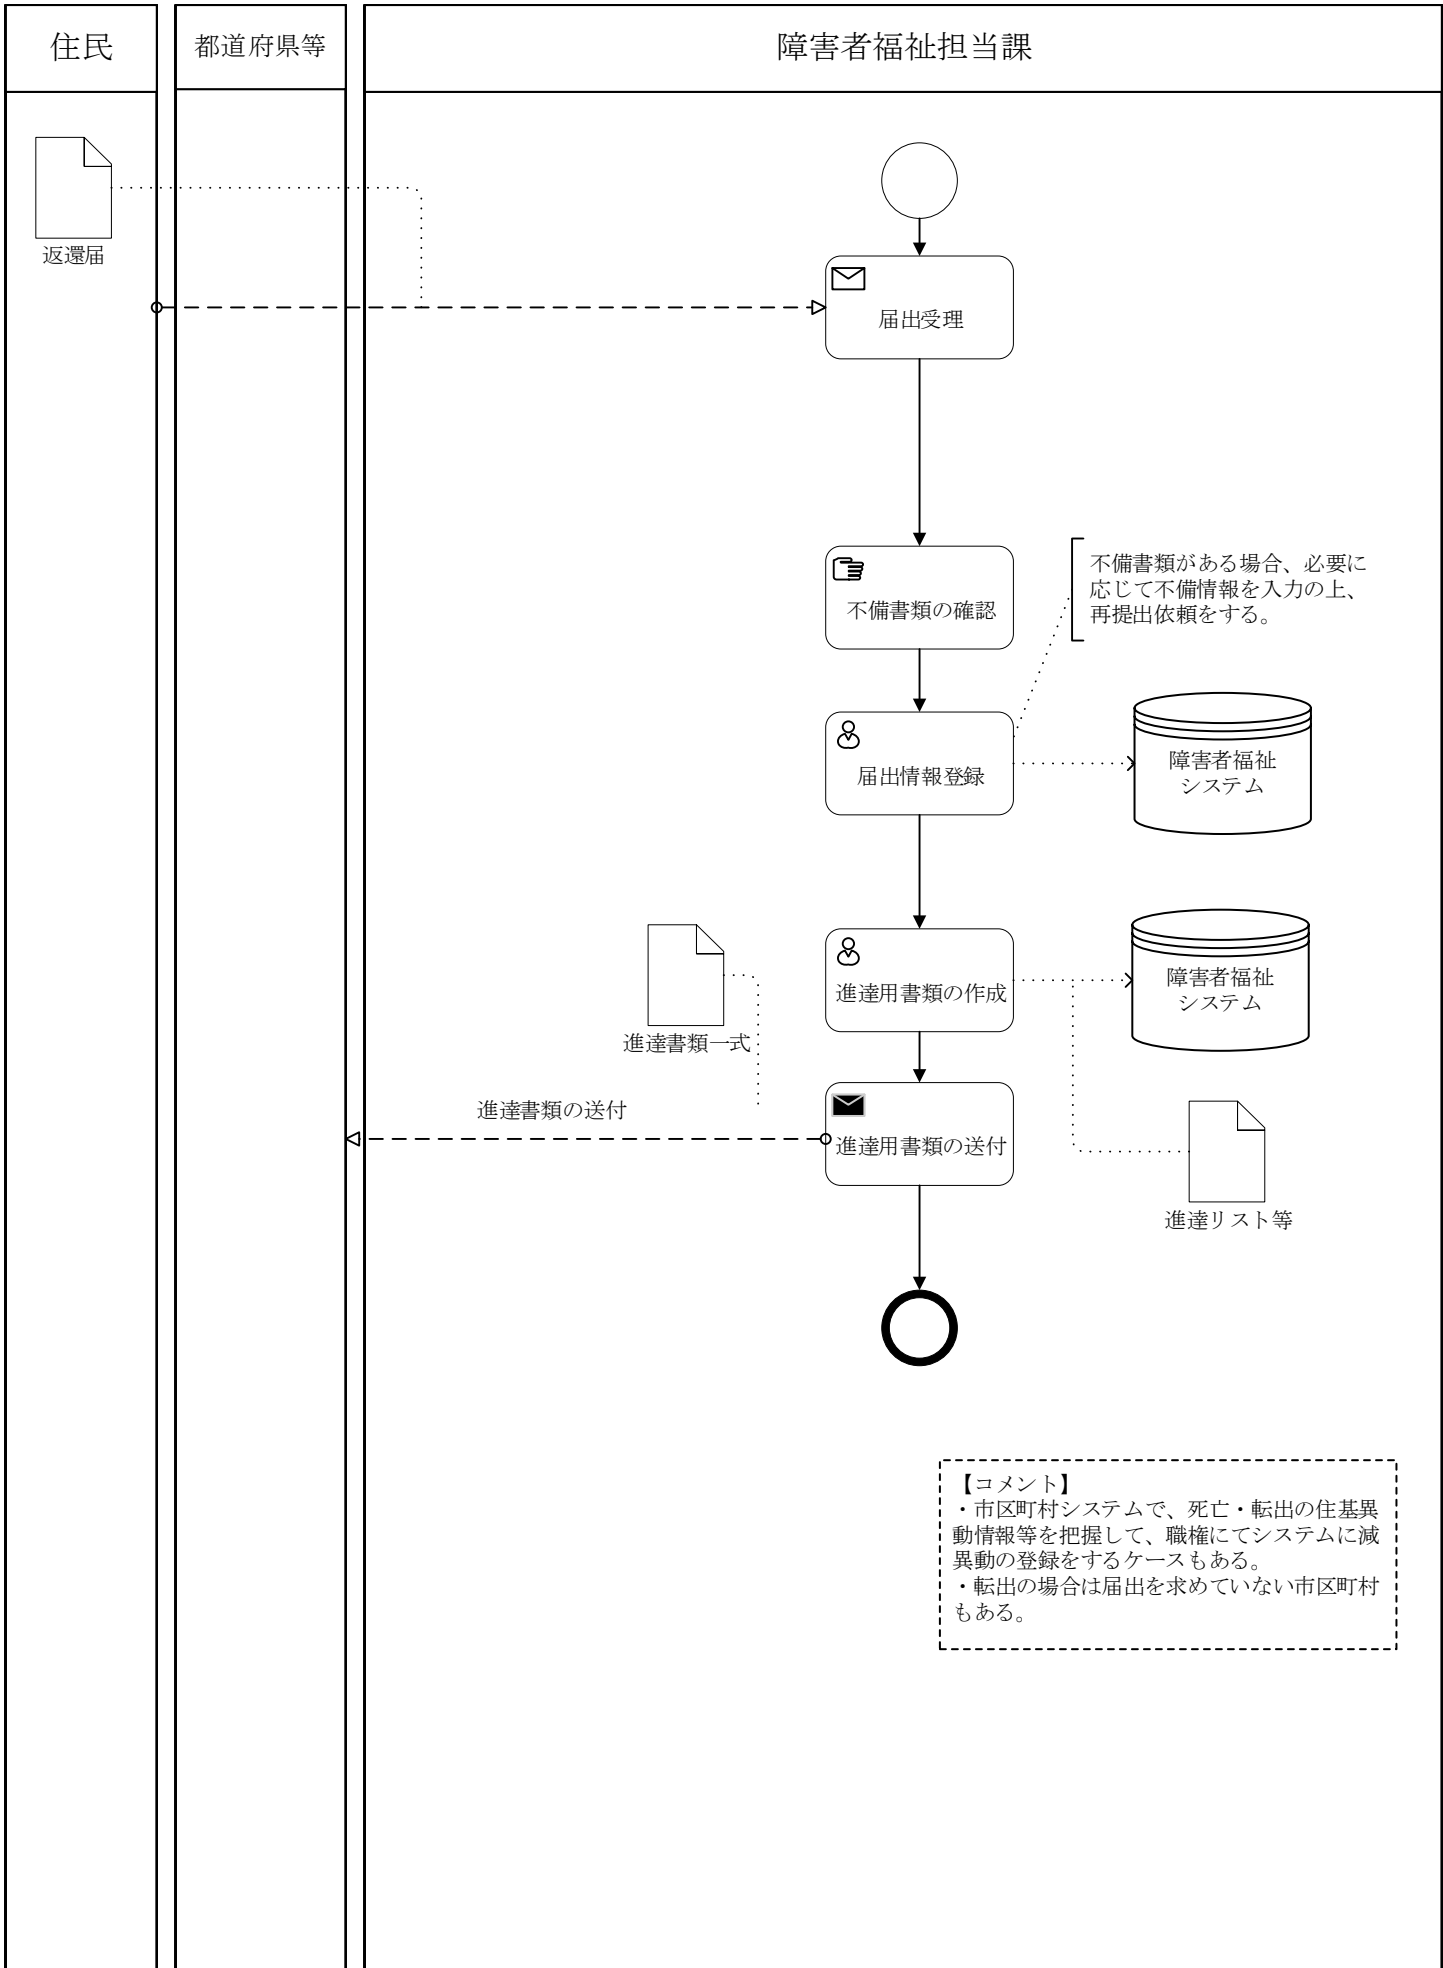 住民
都道府県等
障害者福祉担当課
返還届
届出受理
不備書類の確認
不備書類がある場合、必要に
応じて不備情報を入力の上、
再提出依頼をする。
届出情報登録
障害者福祉
システム
進達書類一式
進達用書類の作成
障害者福祉
システム
進達書類の送付
進達用書類の送付
進達リスト等
【コメント】
・市区町村システムで、死亡・転出の住基異
動情報等を把握して、職権にてシステムに減
異動の登録をするケースもある。
・転出の場合は届出を求めていない市区町村
もある。